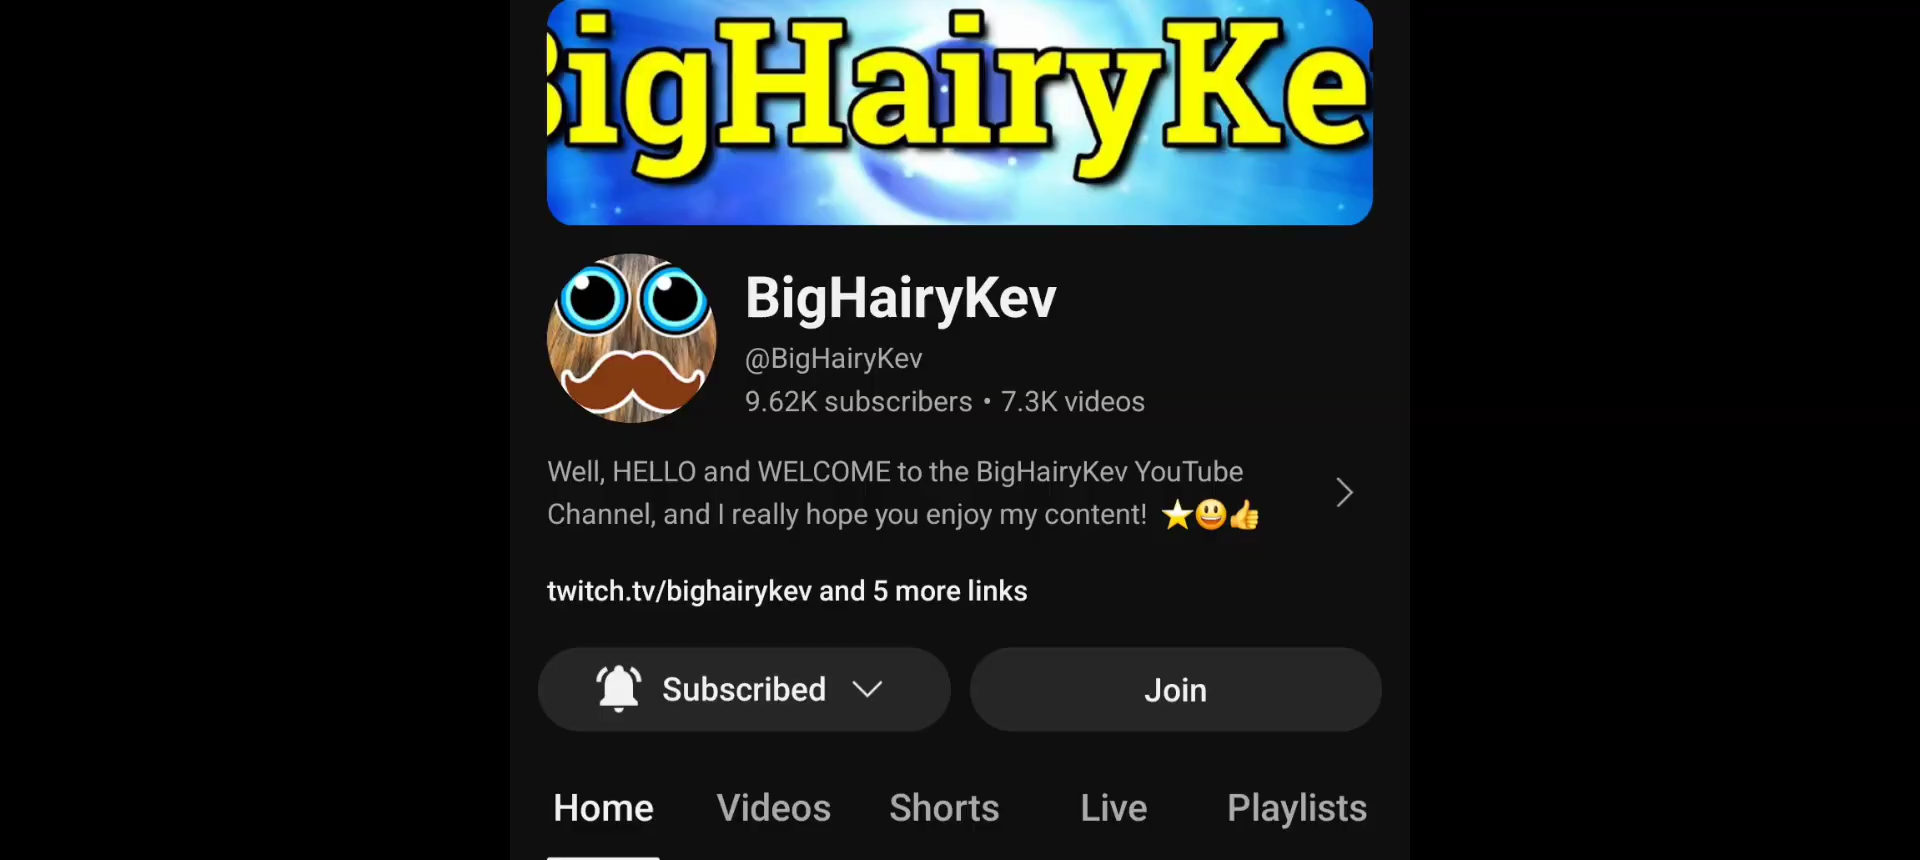 BigHairyKev
BigHairyKev
@BigHairyKev
9.62K subscribers • 7.3K videos
Well, HELLO and WELCOME to the BigHairyKev YouTube
Channel, and I really hope you enjoy my content! ⭐😃👍
twitch.tv/bighairykev and 5 more links
Subscribed
Join
Home Videos Shorts Live Playlists